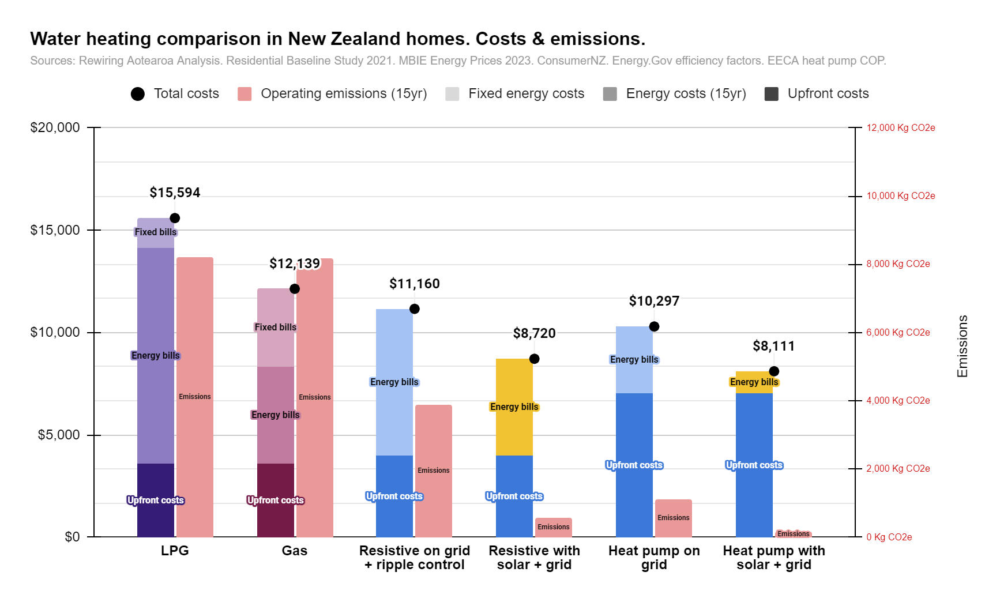 Water heating comparison in New Zealand homes. Costs & emissions.
Sources: Rewiring Aotearoa Analysis. Residential Baseline Study 2021. MBIE Energy Prices 2023. ConsumerNZ. Energy.Gov efficiency factors. EECA heat pump COP.
Total costs
Operating emissions (15yr)
Fixed energy costs
Energy costs (15yr)
Upfront costs
$20,000
$15,000
$10,000
$5,000
$0
$15,594
Fixed bills
Energy bills
Upfront costs
Emissions
$12,139
Fixed bills
Energy bills
Upfront costs
Emissions
$11,160
Energy bills
Upfront costs
Emissions
$8,720
Energy bills
Upfront costs
Emissions
$10,297
Energy bills
Upfront costs
Emissions
$8,111
Energy bills
Upfront costs
Emissions
12,000 Kg CO2e
10,000 Kg CO2e
8,000 Kg CO2e
6,000 Kg CO2e
4,000 Kg CO2e
2,000 Kg CO2e
0 Kg CO2e
Emissions
LPG
Gas
Resistive on grid
+ ripple control
Resistive with
solar + grid
Heat pump on
grid
Heat pump with
solar + grid